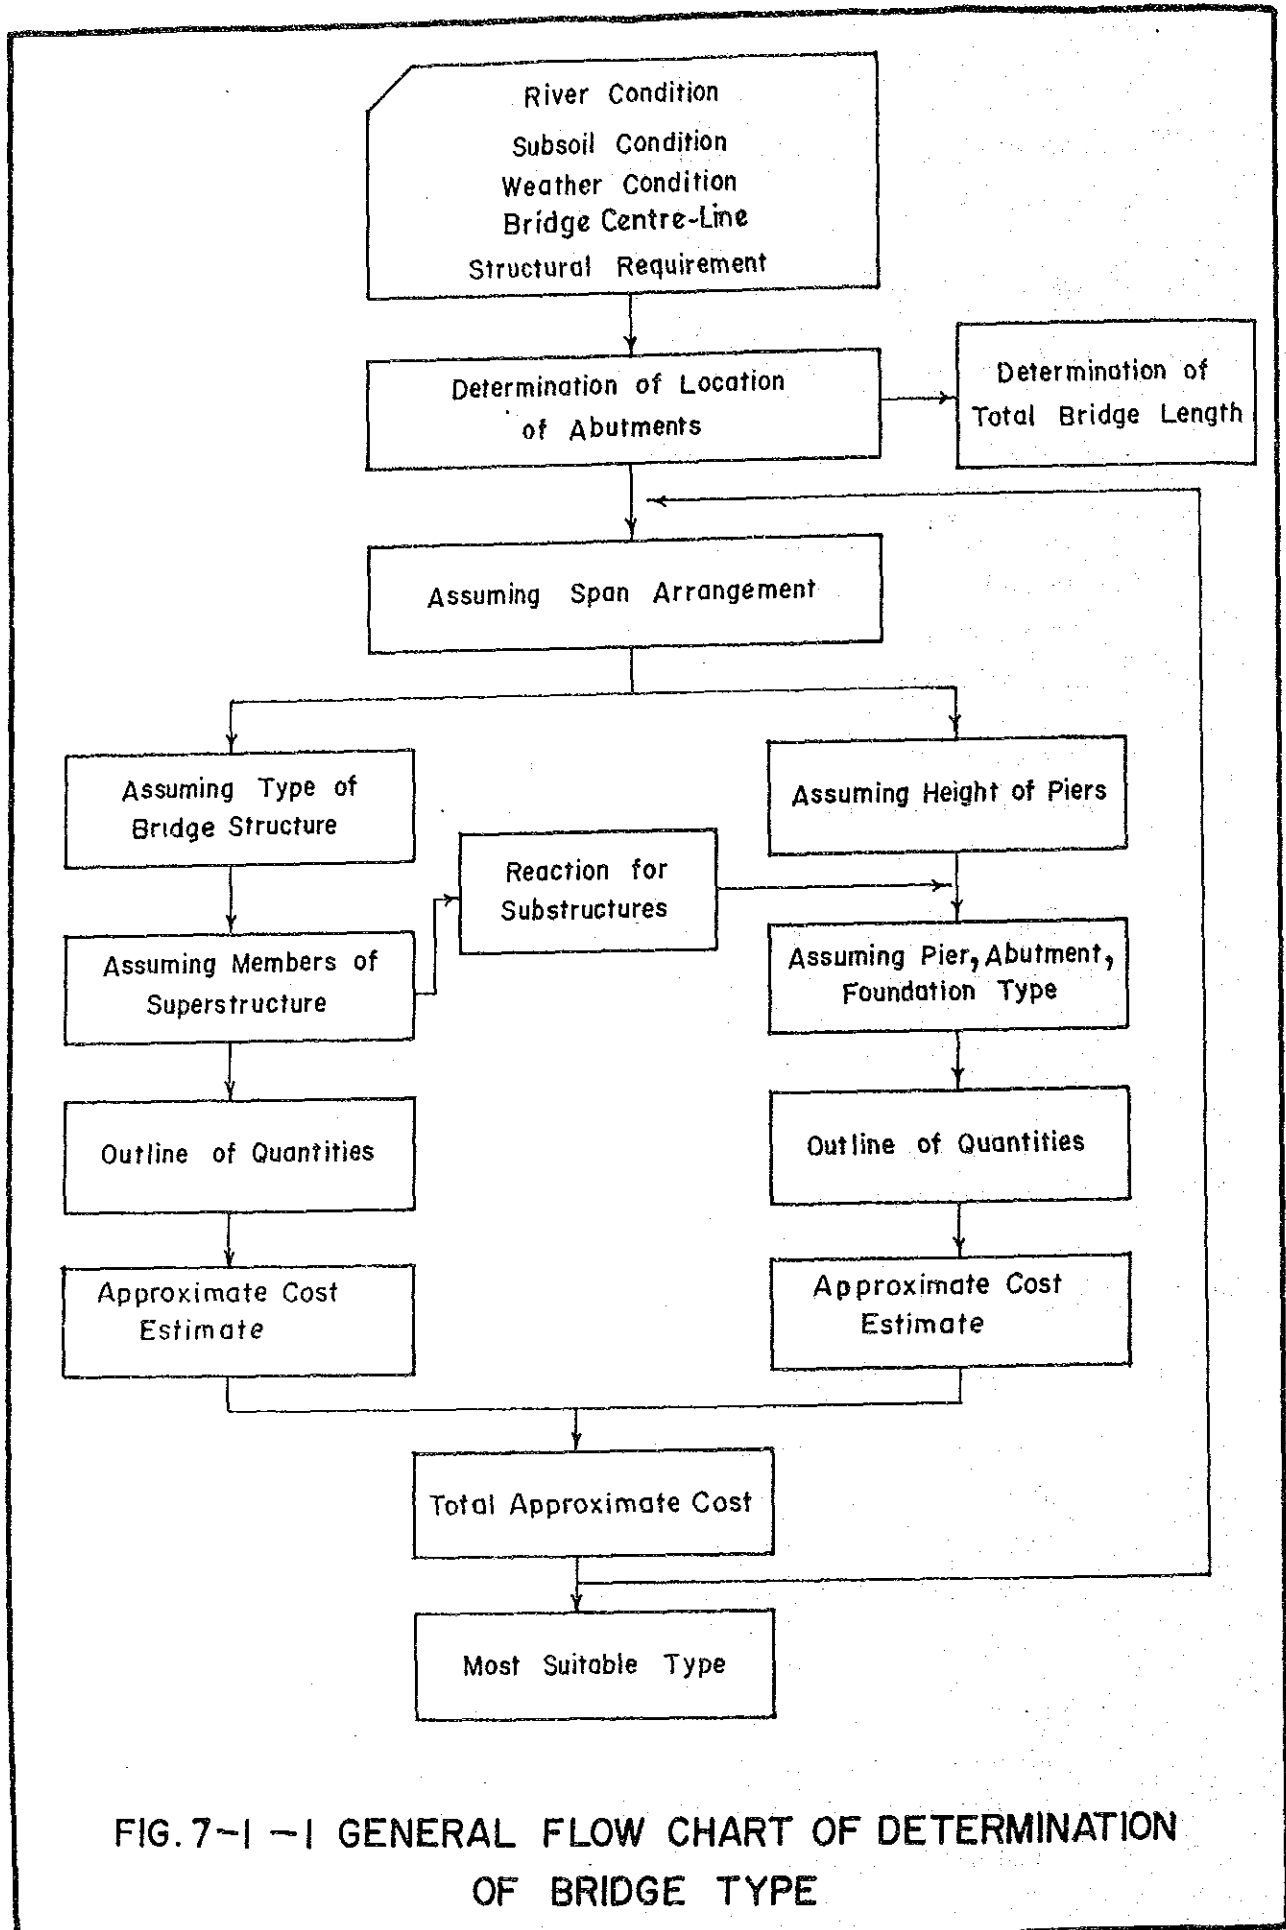 River Condition
Subsoil Condition
Weather Condition
Bridge Centre-Line
Structural Requirement
Determination of Location
of Abutments
Determination of
Total Bridge Length
Assuming Span Arrangement
Assuming Type of
Bridge Structure
Assuming Height of Piers
Reaction for
Substructures
Assuming Members of
Superstructure
Assuming Pier, Abutment,
Foundation Type
Outline of Quantities
Outline of Quantities
Approximate Cost
Estimate
Approximate Cost
Estimate
Total Approximate Cost
Most Suitable Type
FIG. 7-1-1 GENERAL FLOW CHART OF DETERMINATION
OF BRIDGE TYPE